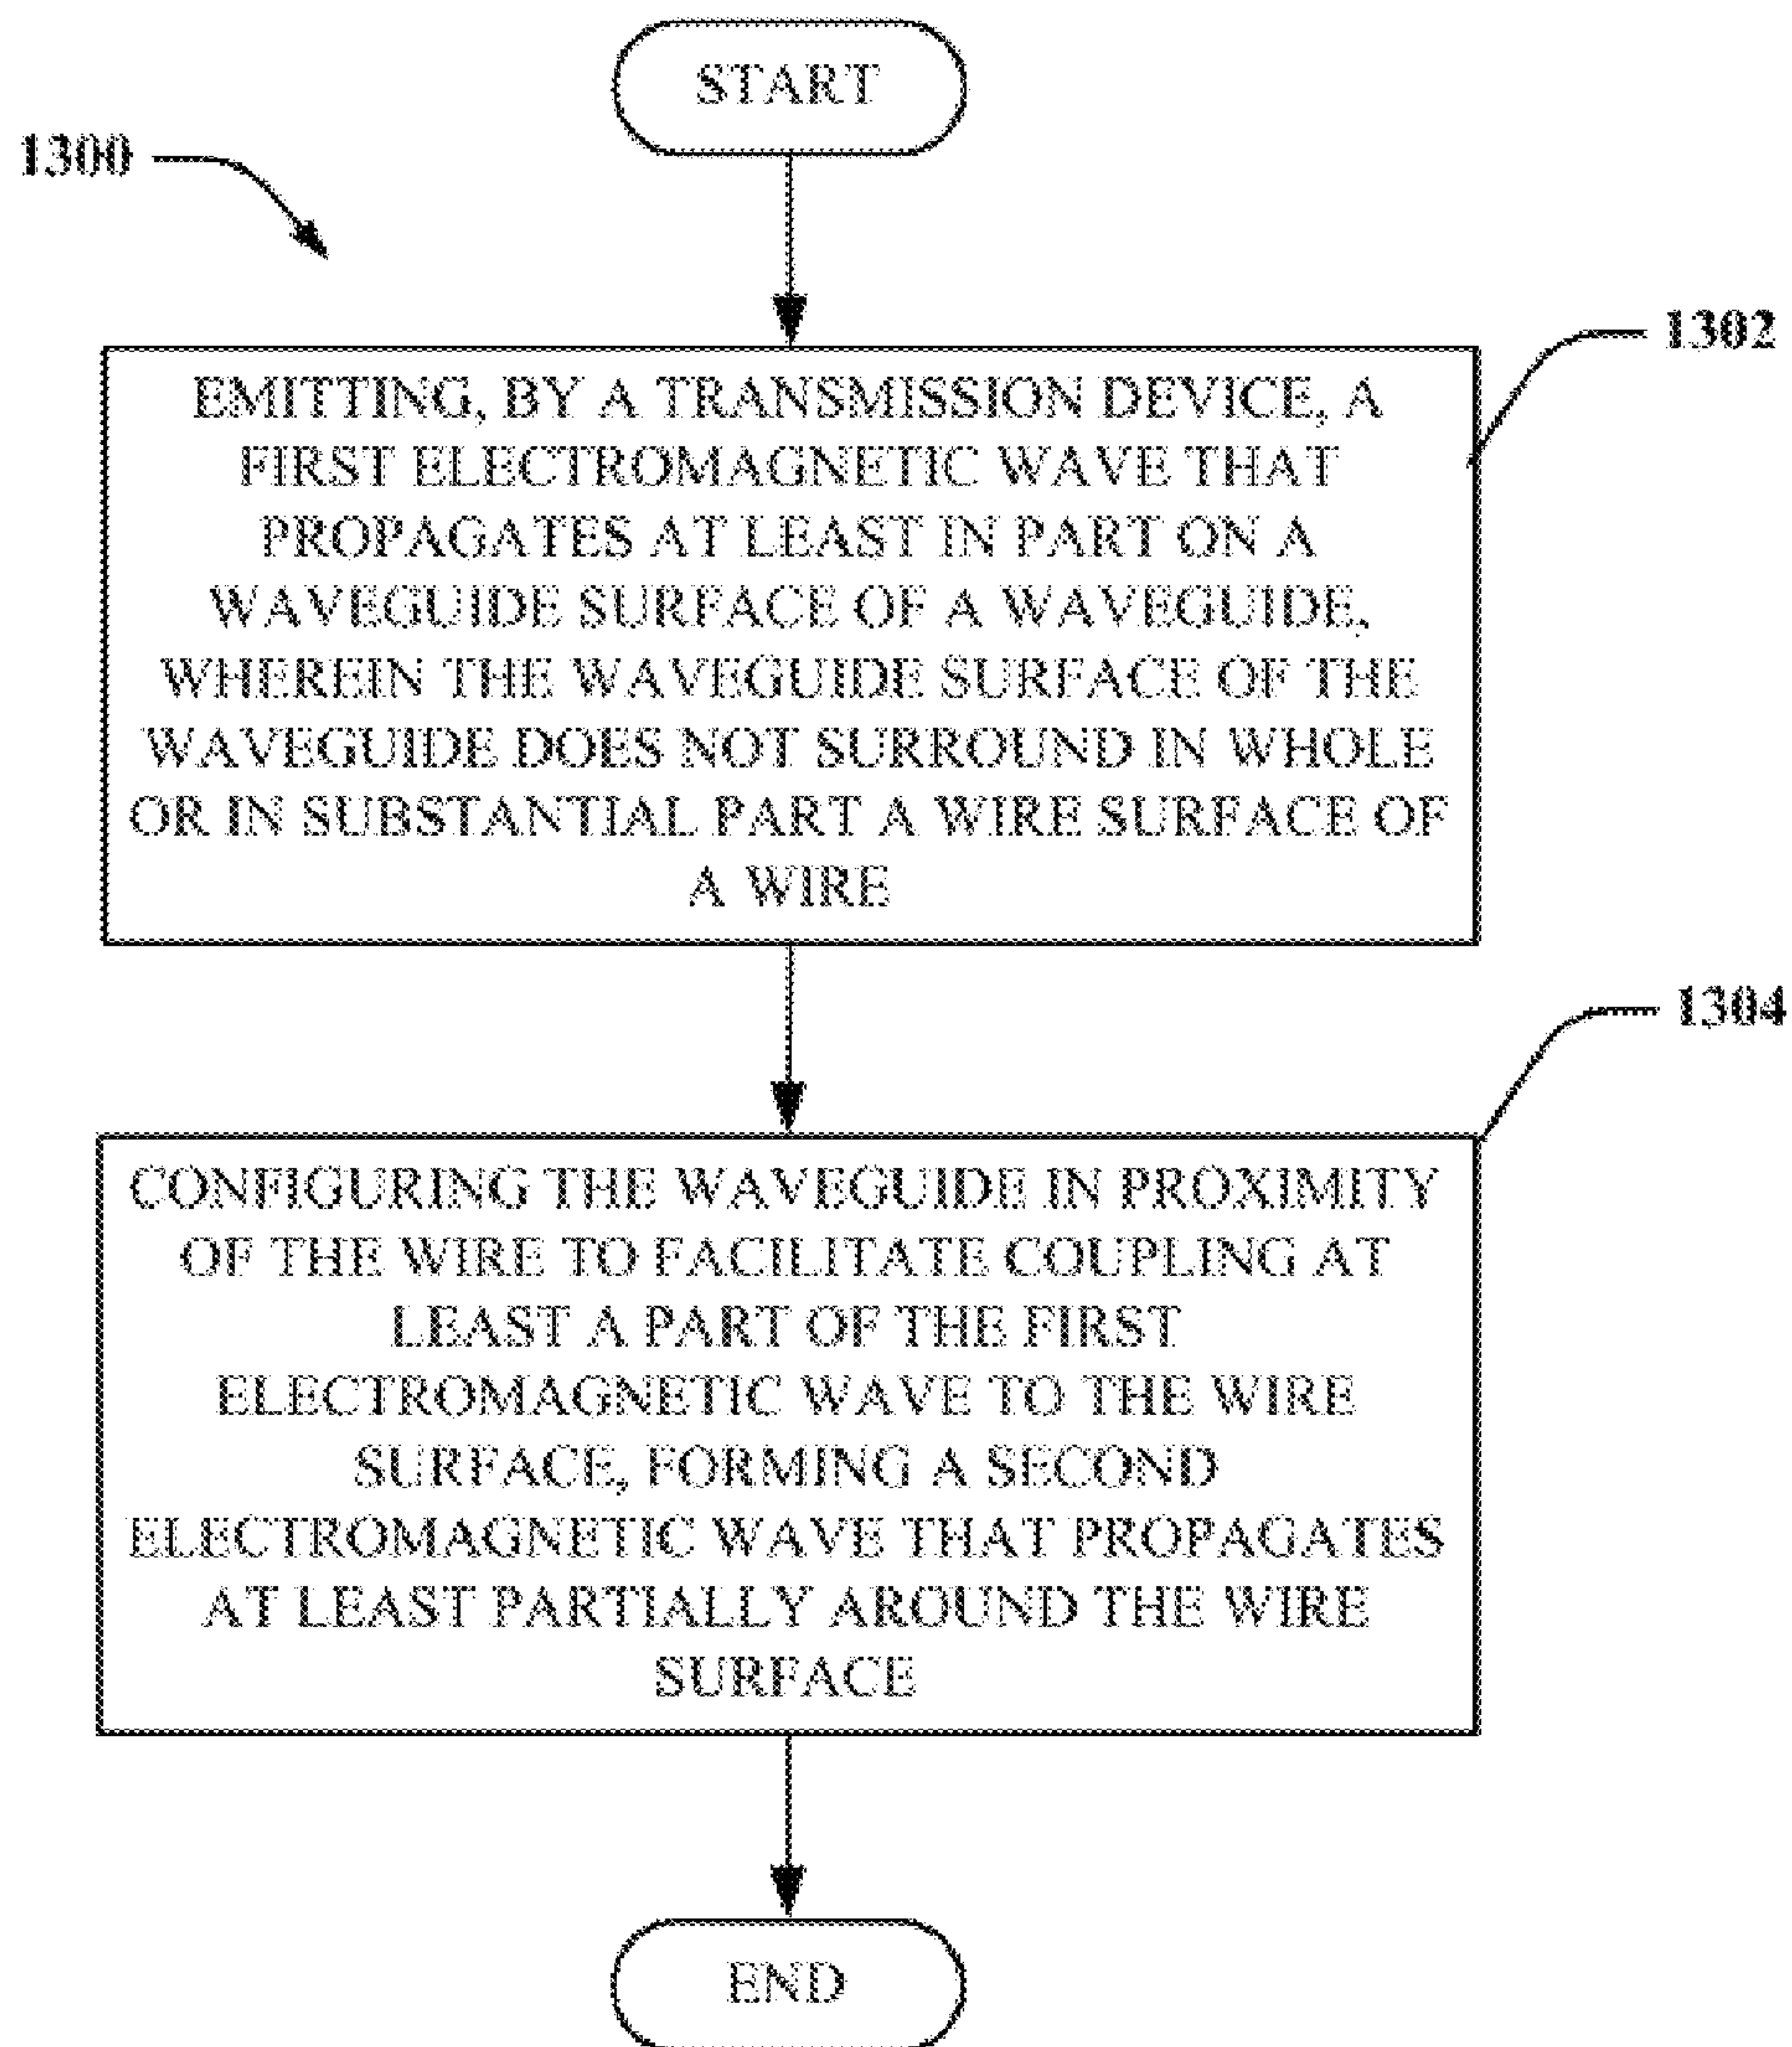 START
1300
1302
EMITTING, BY A TRANSMISSION DEVICE, A
FIRST ELECTROMAGNETIC WAVE THAT
PROPAGATES AT LEAST IN PART ON A
WAVEGUIDE SURFACE OF A WAVEGUIDE,
WHEREIN THE WAVEGUIDE SURFACE OF THE
WAVEGUIDE DOES NOT SURROUND IN WHOLE
OR IN SUBSTANTIAL PART A WIRE SURFACE OF
A WIRE
1304
CONFIGURING THE WAVEGUIDE IN PROXIMITY
OF THE WIRE TO FACILITATE COUPLING AT
LEAST A PART OF THE FIRST
ELECTROMAGNETIC WAVE TO THE WIRE
SURFACE, FORMING A SECOND
ELECTROMAGNETIC WAVE THAT PROPAGATES
AT LEAST PARTIALLY AROUND THE WIRE
SURFACE
END